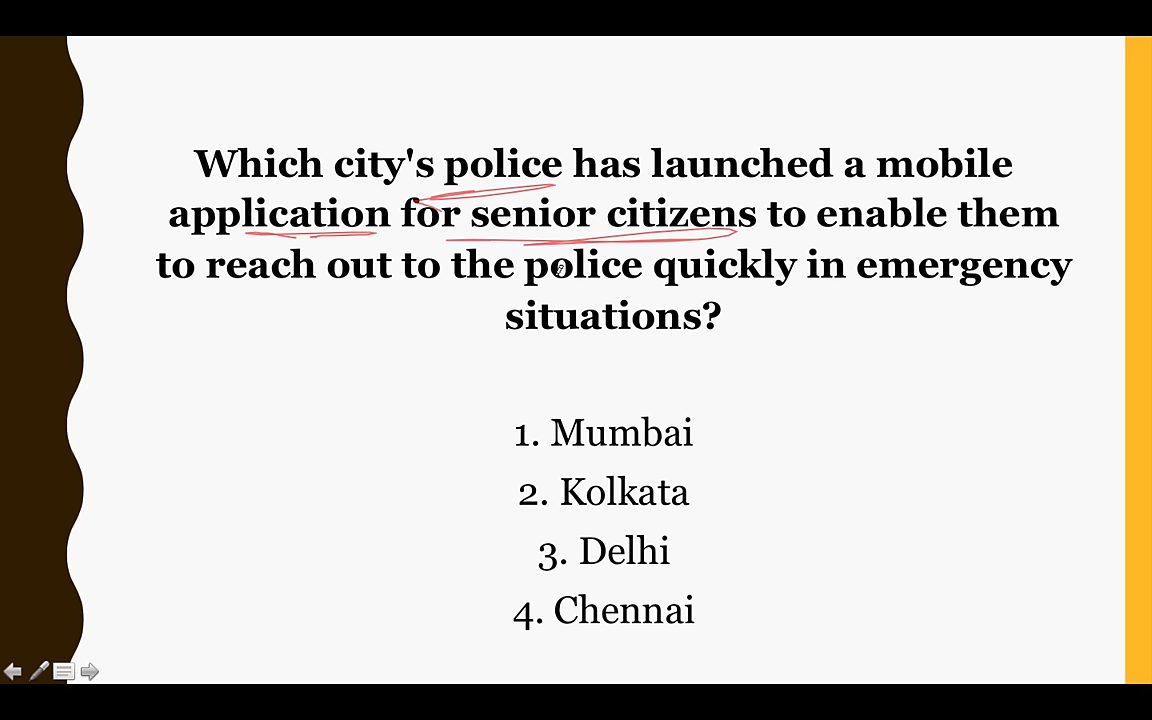 Which city's police has launched a mobile
application for senior citizens to enable them
to reach out to the police quickly in emergency
situations?
1. Mumbai
2. Kolkata
3. Delhi
4. Chennai